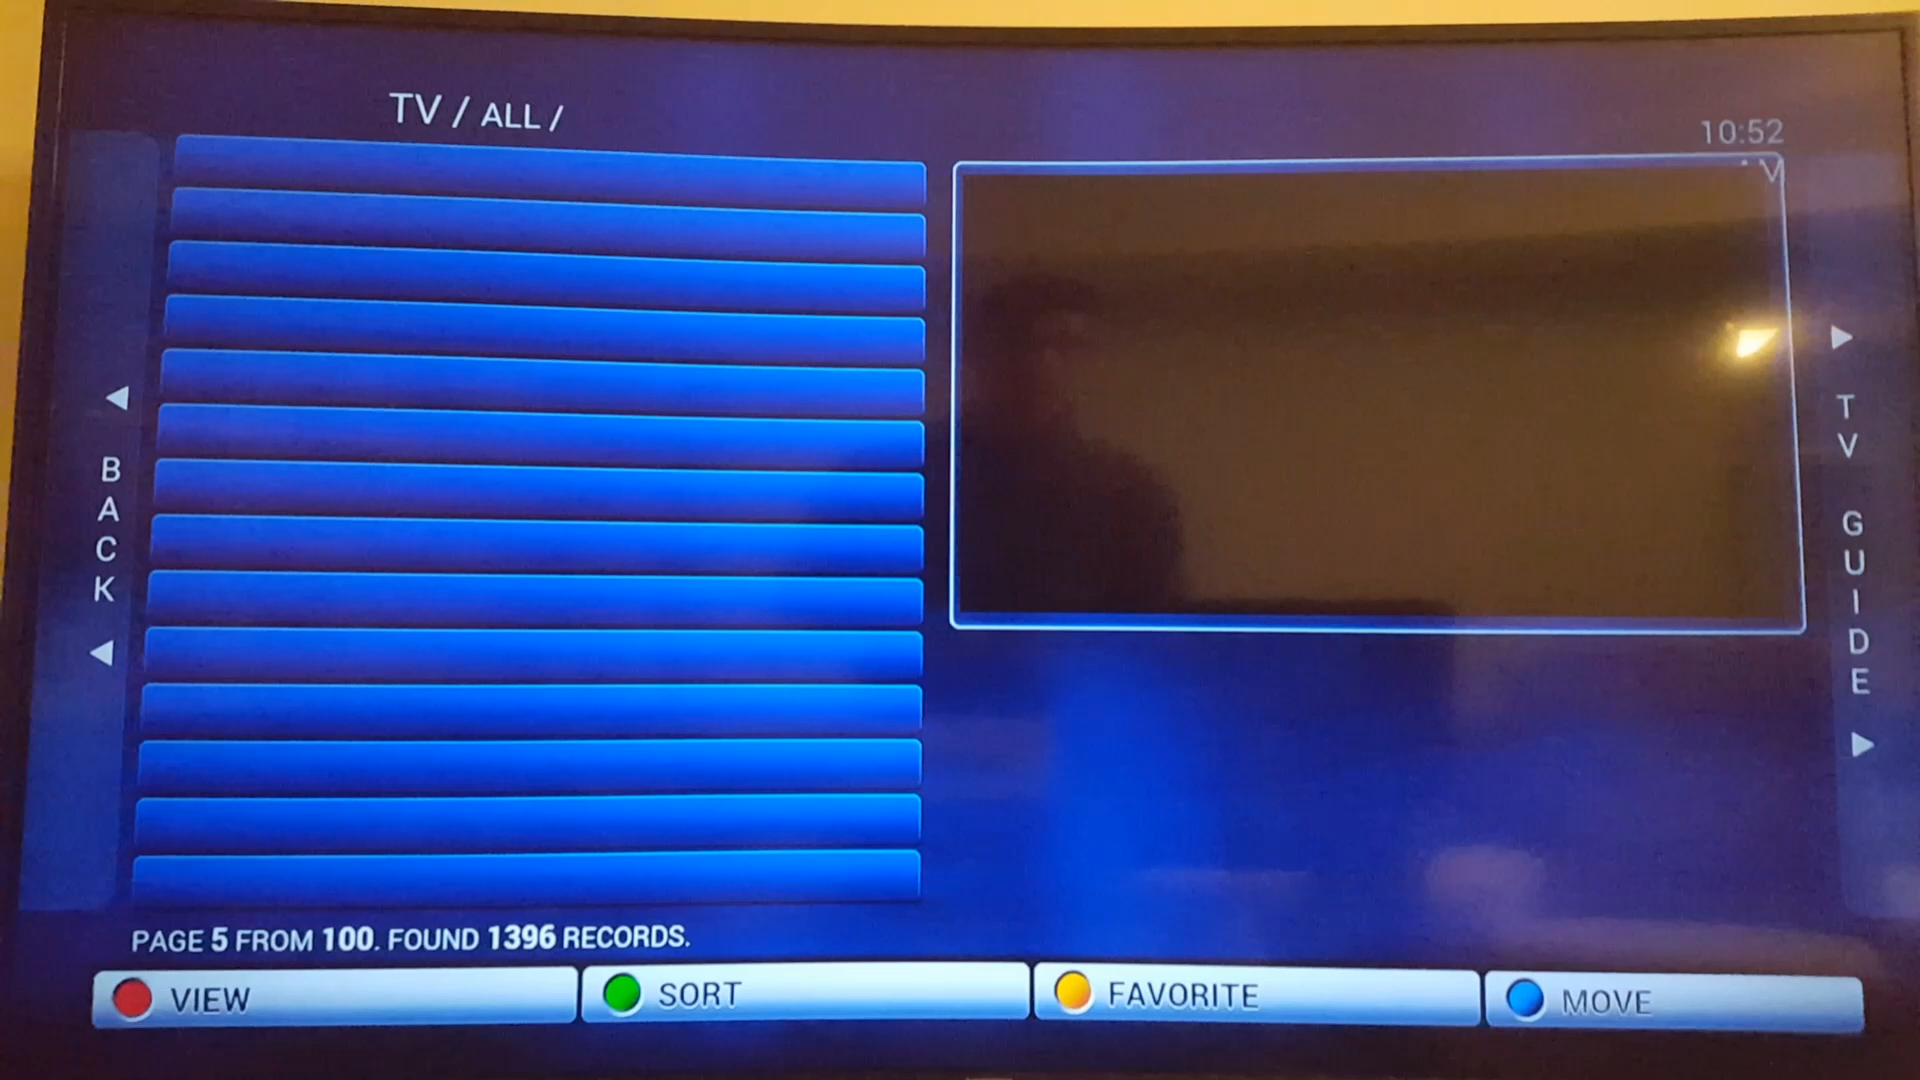 TV / ALL /
10:52
BACK
TV GUIDE
PAGE 5 FROM 100. FOUND 1396 RECORDS.
VIEW
SORT
FAVORITE
MOVE